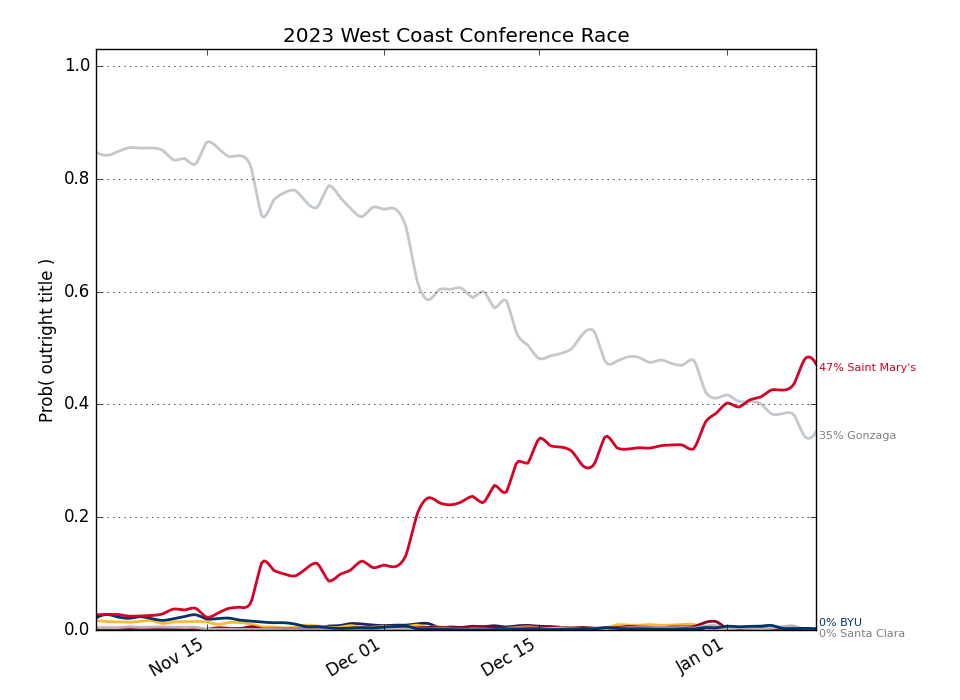 2023 West Coast Conference Race
1.0
0.8
0.6
0.4
0.2
0.0
Prob( outright title )
47% Saint Mary's
35% Gonzaga
0% BYU
0% Santa Clara
Nov 15
Dec 01
Dec 15
Jan 01